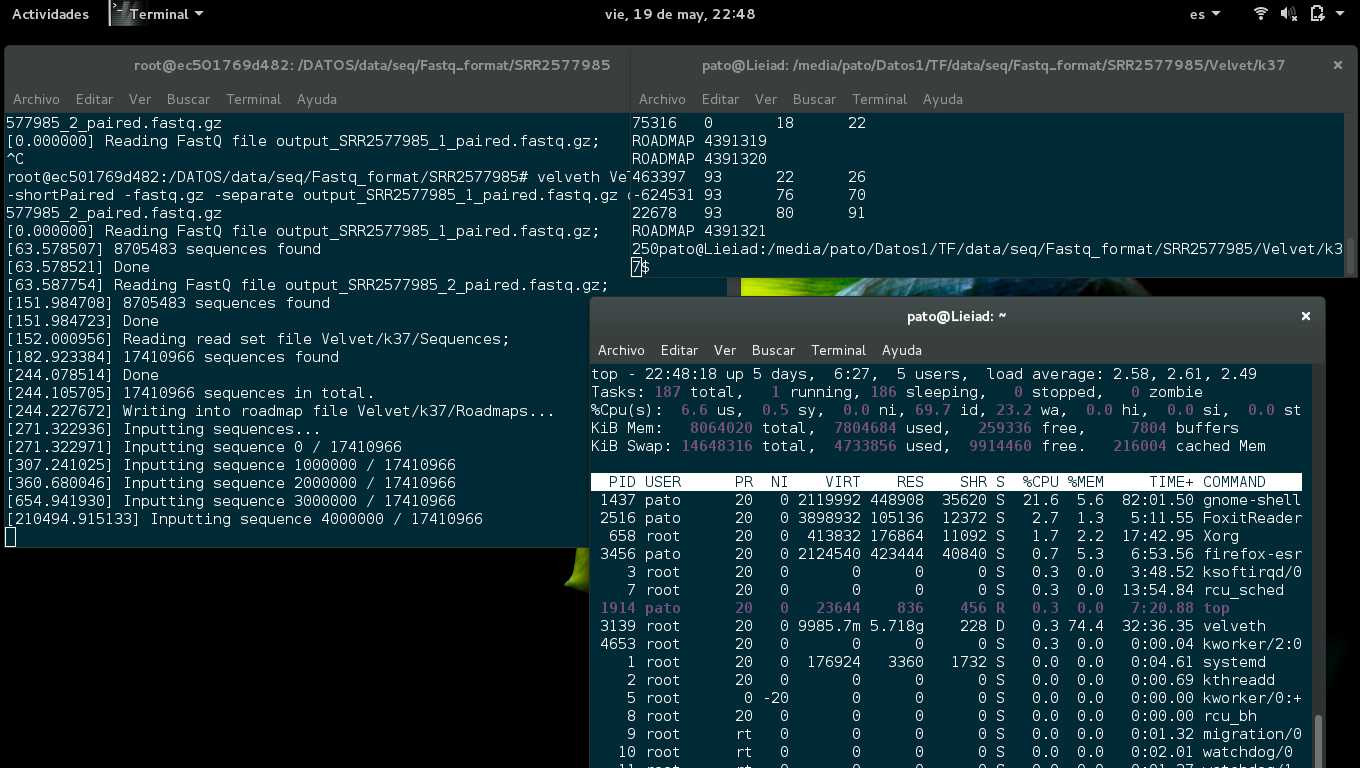 Actividades
Terminal
vie, 19 de may, 22:48
es
root@ec501769d482: /DATOS/data/seq/Fastq_format/SRR2577985
Archivo Editar Ver Buscar Terminal Ayuda
577985_2_paired.fastq.gz
[0.000000] Reading FastQ file output_SRR2577985_1_paired.fastq.gz;
^C
root@ec501769d482:/DATOS/data/seq/Fastq_format/SRR2577985# velveth Vel
-shortPaired -fastq.gz -separate output_SRR2577985_1_paired.fastq.gz
577985_2_paired.fastq.gz
[0.000000] Reading FastQ file output_SRR2577985_1_paired.fastq.gz;
[63.578507] 8705483 sequences found
[63.578521] Done
[63.587754] Reading FastQ file output_SRR2577985_2_paired.fastq.gz;
[151.984708] 8705483 sequences found
[151.984723] Done
[152.000956] Reading read set file Velvet/k37/Sequences;
[182.923384] 17410966 sequences found
[244.078514] Done
[244.105705] 17410966 sequences in total.
[244.227672] Writing into roadmap file Velvet/k37/Roadmaps...
[271.322936] Inputting sequences...
[271.322971] Inputting sequence 0 / 17410966
[307.241025] Inputting sequence 1000000 / 17410966
[360.680046] Inputting sequence 2000000 / 17410966
[654.941930] Inputting sequence 3000000 / 17410966
[210494.915133] Inputting sequence 4000000 / 17410966
pato@Lieiad: /media/pato/Datos1/TF/data/seq/Fastq_format/SRR2577985/Velvet/k37
Archivo Editar Ver Buscar Terminal Ayuda
75316 0 18 22
ROADMAP 4391319
ROADMAP 4391320
463397 93 22 26
-624531 93 76 70
22678 93 80 91
ROADMAP 4391321
250pato@Lieiad:/media/pato/Datos1/TF/data/seq/Fastq_format/SRR2577985/Velvet/k3
7$
pato@Lieiad: ~
Archivo Editar Ver Buscar Terminal Ayuda
top - 22:48:18 up 5 days, 6:27, 5 users, load average: 2.58, 2.61, 2.49
Tasks: 187 total, 1 running, 186 sleeping, 0 stopped, 0 zombie
%Cpu(s): 6.6 us, 0.5 sy, 0.0 ni, 69.7 id, 23.2 wa, 0.0 hi, 0.0 si, 0.0 st
KiB Mem: 8064020 total, 7804684 used, 259336 free, 7804 buffers
KiB Swap: 14648316 total, 4733856 used, 9914460 free. 216004 cached Mem
PID USER PR NI VIRT RES SHR S %CPU %MEM TIME+ COMMAND
1437 pato 20 0 2119992 448908 35620 S 21.6 5.6 82:01.50 gnome-shell
2516 pato 20 0 3898932 105136 12372 S 2.7 1.3 5:11.55 FoxitReader
658 root 20 0 413832 176864 11092 S 1.7 2.2 17:42.95 Xorg
3456 pato 20 0 2124540 423444 40840 S 0.7 5.3 6:53.56 firefox-esr
3 root 20 0 0 0 0 S 0.3 0.0 3:48.52 ksoftirqd/0
7 root 20 0 0 0 0 S 0.3 0.0 13:54.84 rcu_sched
1914 pato 20 0 23644 836 456 R 0.3 0.0 7:20.88 top
3139 root 20 0 9985.7m 5.718g 228 D 0.3 74.4 32:36.35 velveth
4653 root 20 0 0 0 0 S 0.3 0.0 0:00.04 kworker/2:0
1 root 20 0 176924 3360 1732 S 0.0 0.0 0:04.61 systemd
2 root 20 0 0 0 0 S 0.0 0.0 0:00.69 kthreadd
5 root 0 -20 0 0 0 S 0.0 0.0 0:00.00 kworker/0:+
8 root 20 0 0 0 0 S 0.0 0.0 0:00.00 rcu_bh
9 root rt 0 0 0 0 S 0.0 0.0 0:01.32 migration/0
10 root rt 0 0 0 0 S 0.0 0.0 0:02.01 watchdog/0